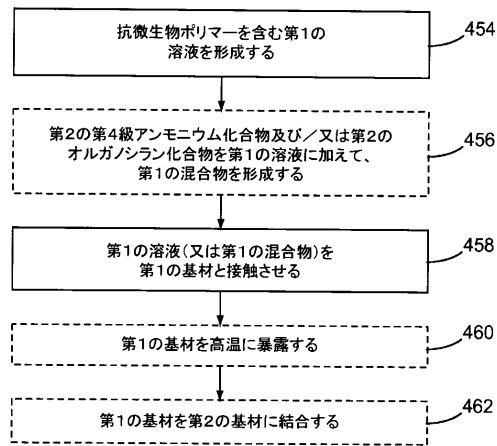 抗微生物ポリマーを含む第1の
溶液を形成する
454
第2の第4級アンモニウム化合物及び/又は第2の
オルガノシラン化合物を第1の溶液に加えて、
第1の混合物を形成する
456
第1の溶液(又は第1の混合物)を
第1の基材と接触させる
458
第1の基材を高温に暴露する
460
第1の基材を第2の基材に結合する
462